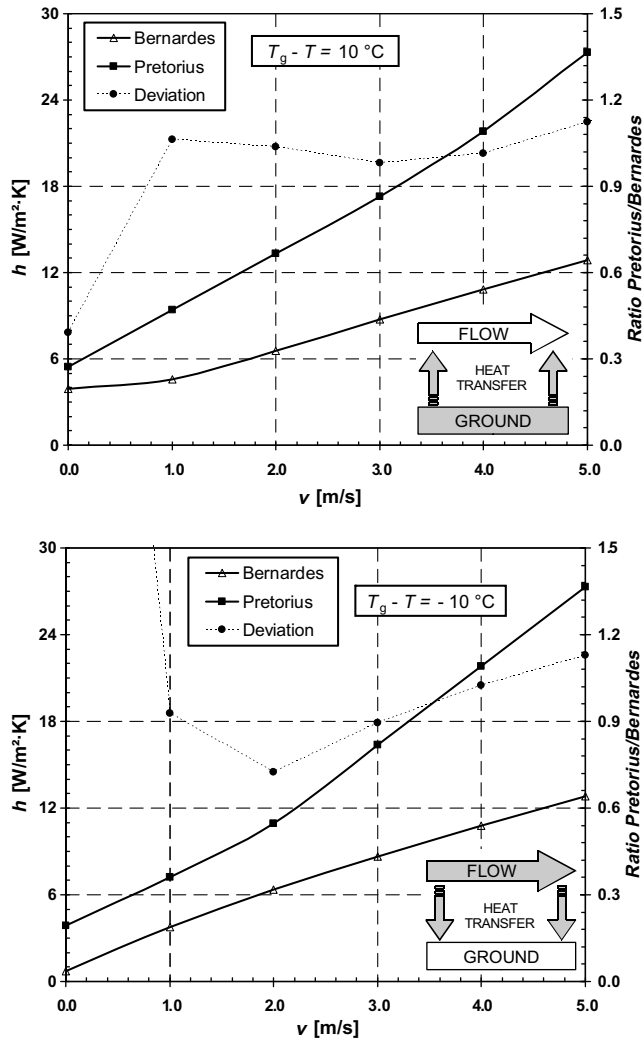 30
24
18
12
6
0
h [W/m²·K]
Bernardes
Pretorius
Deviation
T_g - T = 10 °C
1.5
1.2
0.9
0.6
0.3
0.0
Ratio Pretorius/Bernardes
FLOW
HEAT
TRANSFER
GROUND
0.0 1.0 2.0 3.0 4.0 5.0
v [m/s]
30
24
18
12
6
0
h [W/m²·K]
Bernardes
Pretorius
Deviation
T_g - T = - 10 °C
1.5
1.2
0.9
0.6
0.3
0.0
Ratio Pretorius/Bernardes
FLOW
HEAT
TRANSFER
GROUND
0.0 1.0 2.0 3.0 4.0 5.0
v [m/s]